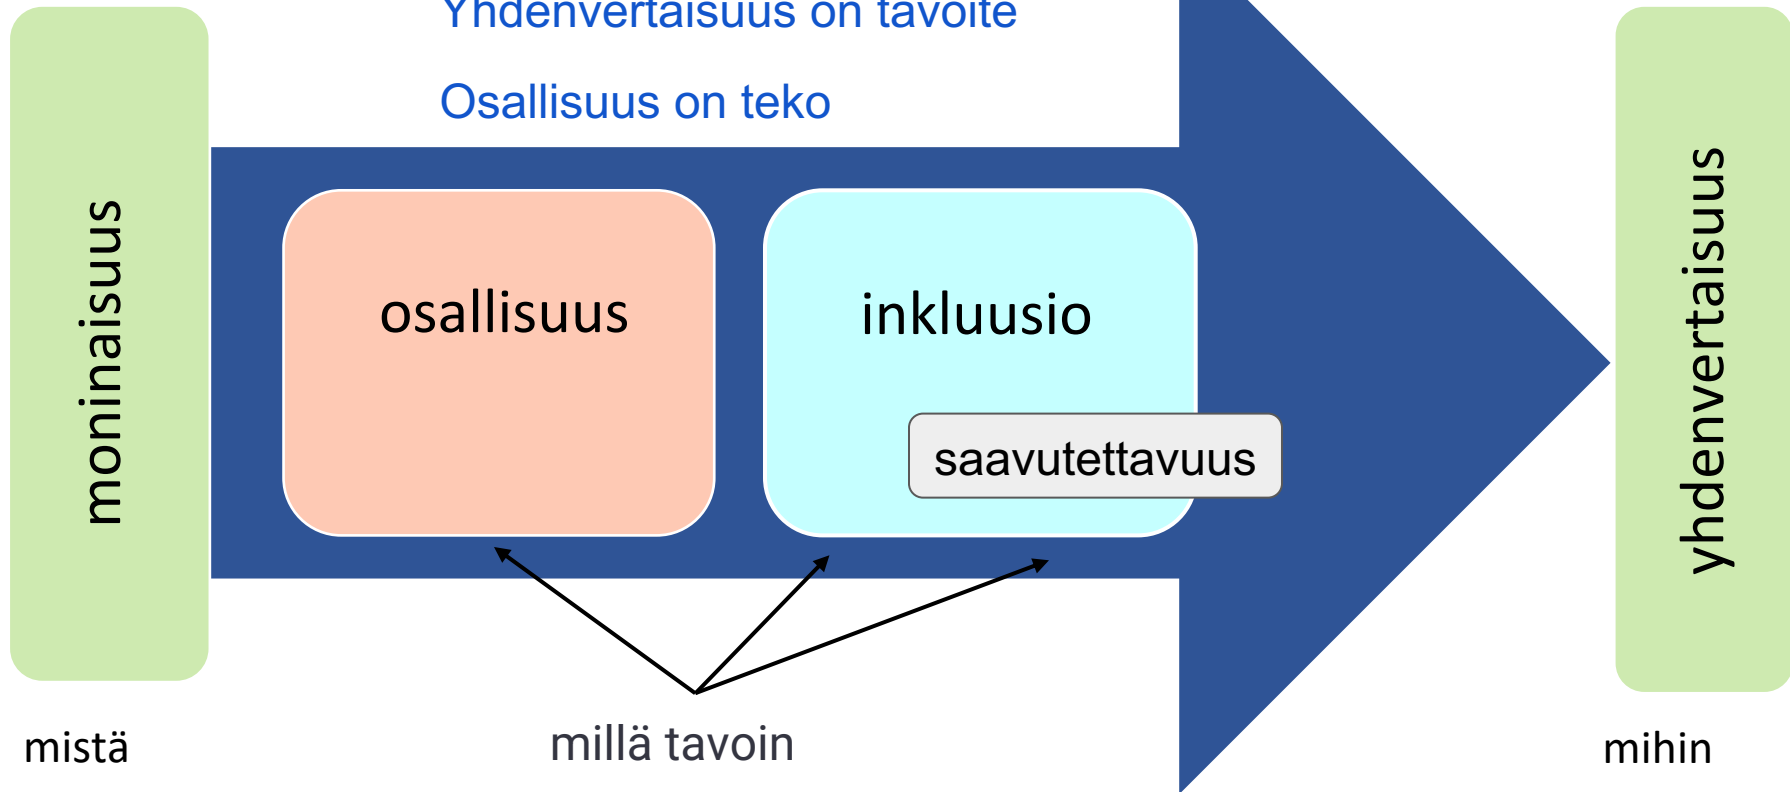 Yhdenvertaisuus on tavoite
Osallisuus on teko
moninaisuus
osallisuus
inkluusio
saavutettavuus
yhdenvertaisuus
mistä
millä tavoin
mihin